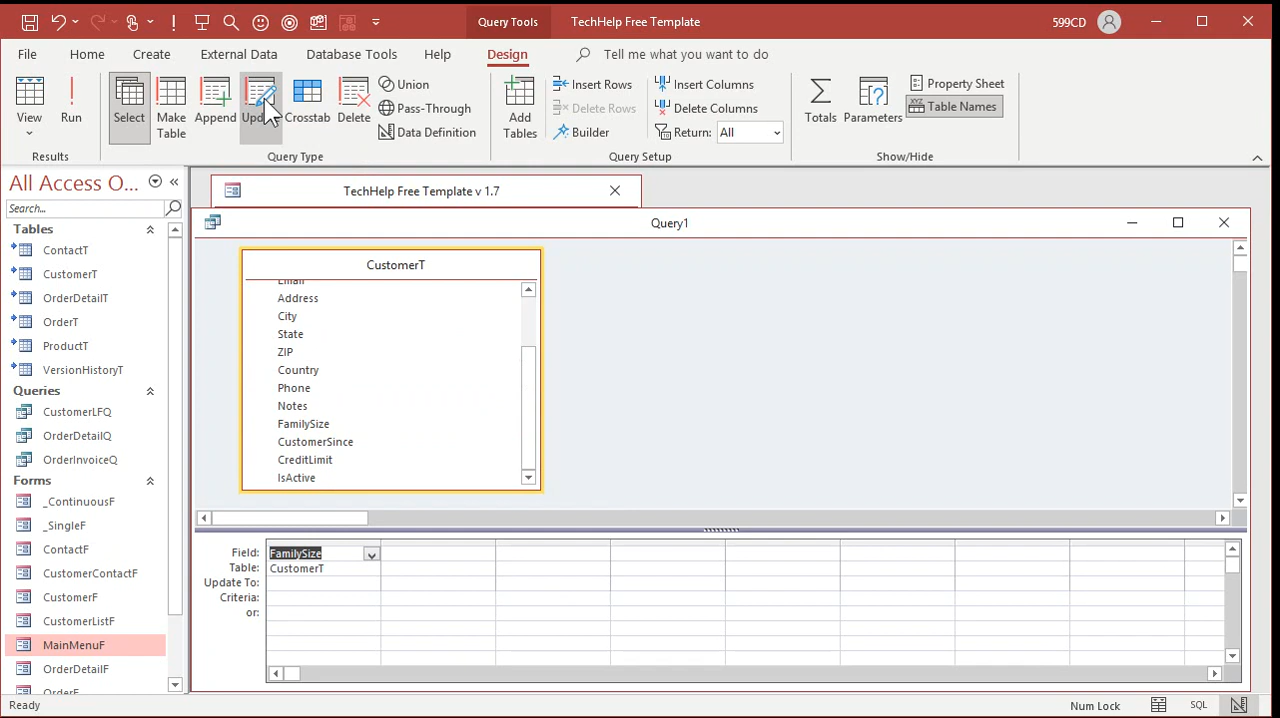 Query Tools
TechHelp Free Template
599CD
File
Home
Create
External Data
Database Tools
Help
Design
Tell me what you want to do
View
Run
Select
Make
Table
Append
Crosstab
Delete
Union
Pass-Through
Data Definition
Add
Tables
Insert Rows
Delete Rows
Builder
Insert Columns
Delete Columns
Return: All
Totals
Parameters
Property Sheet
Table Names
Results
Query Type
Query Setup
Show/Hide
All Access O...
Search...
Tables
ContactT
CustomerT
OrderDetailT
OrderT
ProductT
VersionHistoryT
Queries
CustomerLFQ
OrderDetailQ
OrderInvoiceQ
Forms
_ContinuousF
_SingleF
ContactF
CustomerContactF
CustomerF
CustomerListF
MainMenuF
OrderDetailF
OrderF
TechHelp Free Template v 1.7
Query1
CustomerT
Email
Address
City
State
ZIP
Country
Phone
Notes
FamilySize
CustomerSince
CreditLimit
IsActive
Field: FamilySize
Table: CustomerT
Update To:
Criteria:
or:
Ready
Num Lock
SQL